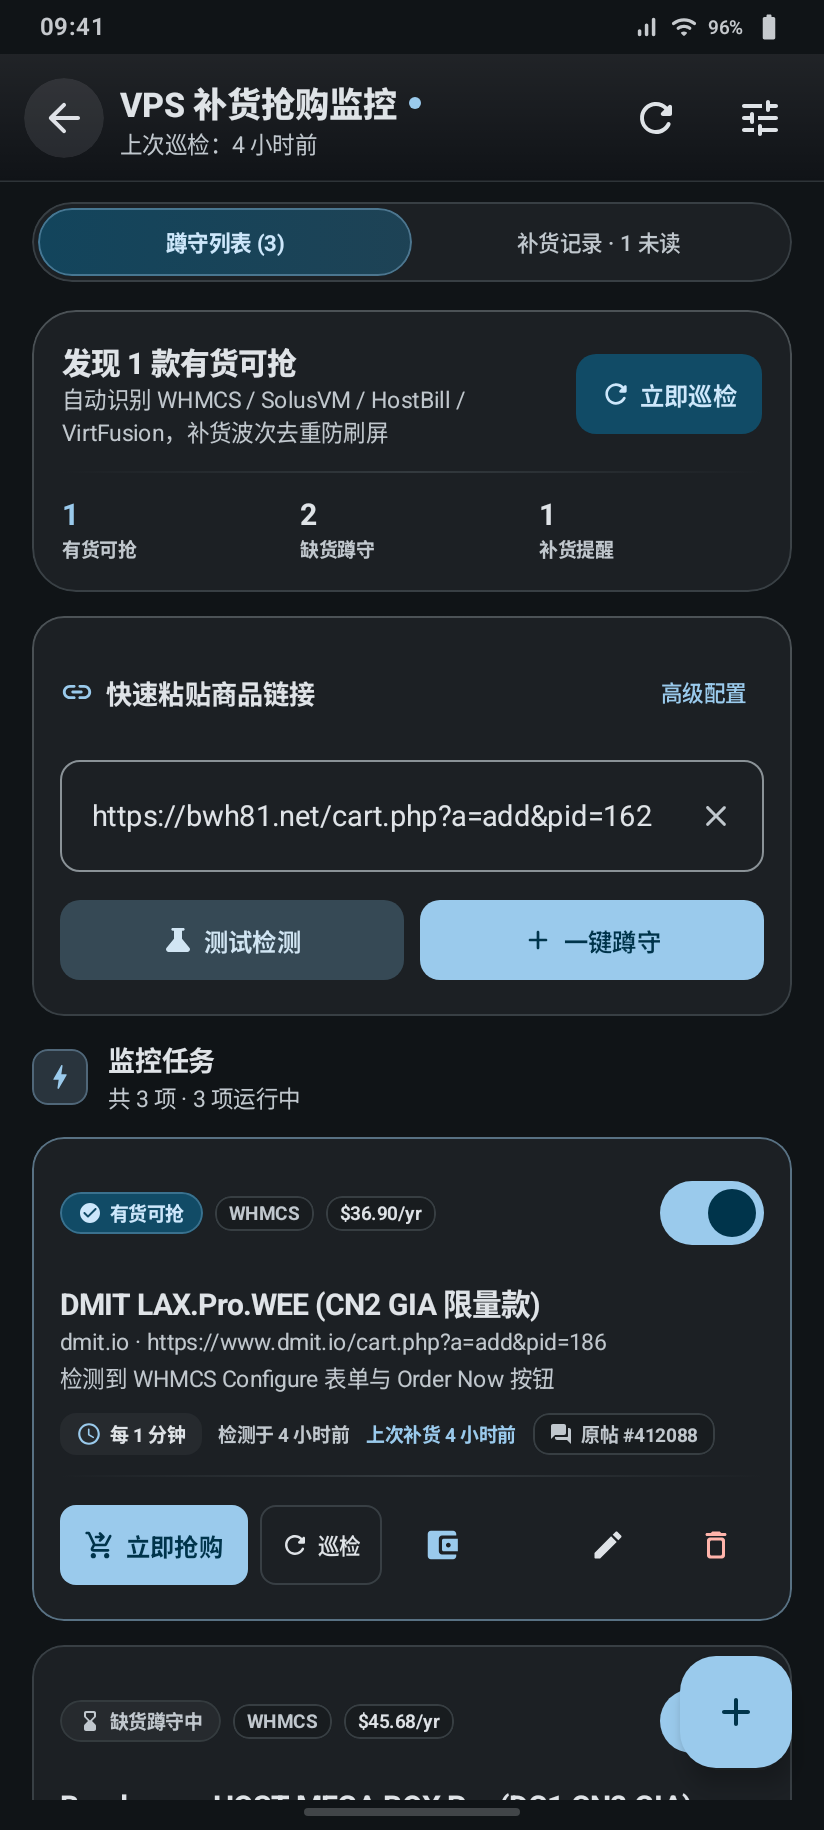 09:41
96%
VPS 补货抢购监控
上次巡检：4 小时前
蹲守列表 (3)
补货记录 · 1 未读
发现 1 款有货可抢
自动识别 WHMCS / SolusVM / HostBill /
VirtFusion，补货波次去重防刷屏
立即巡检
1
有货可抢
2
缺货蹲守
1
补货提醒
快速粘贴商品链接
高级配置
https://bwh81.net/cart.php?a=add&pid=162
测试检测
一键蹲守
监控任务
共 3 项 · 3 项运行中
有货可抢
WHMCS
$36.90/yr
DMIT LAX.Pro.WEE (CN2 GIA 限量款)
dmit.io · https://www.dmit.io/cart.php?a=add&pid=186
检测到 WHMCS Configure 表单与 Order Now 按钮
每 1 分钟
检测于 4 小时前
上次补货 4 小时前
原帖 #412088
立即抢购
巡检
缺货蹲守中
WHMCS
$45.68/yr